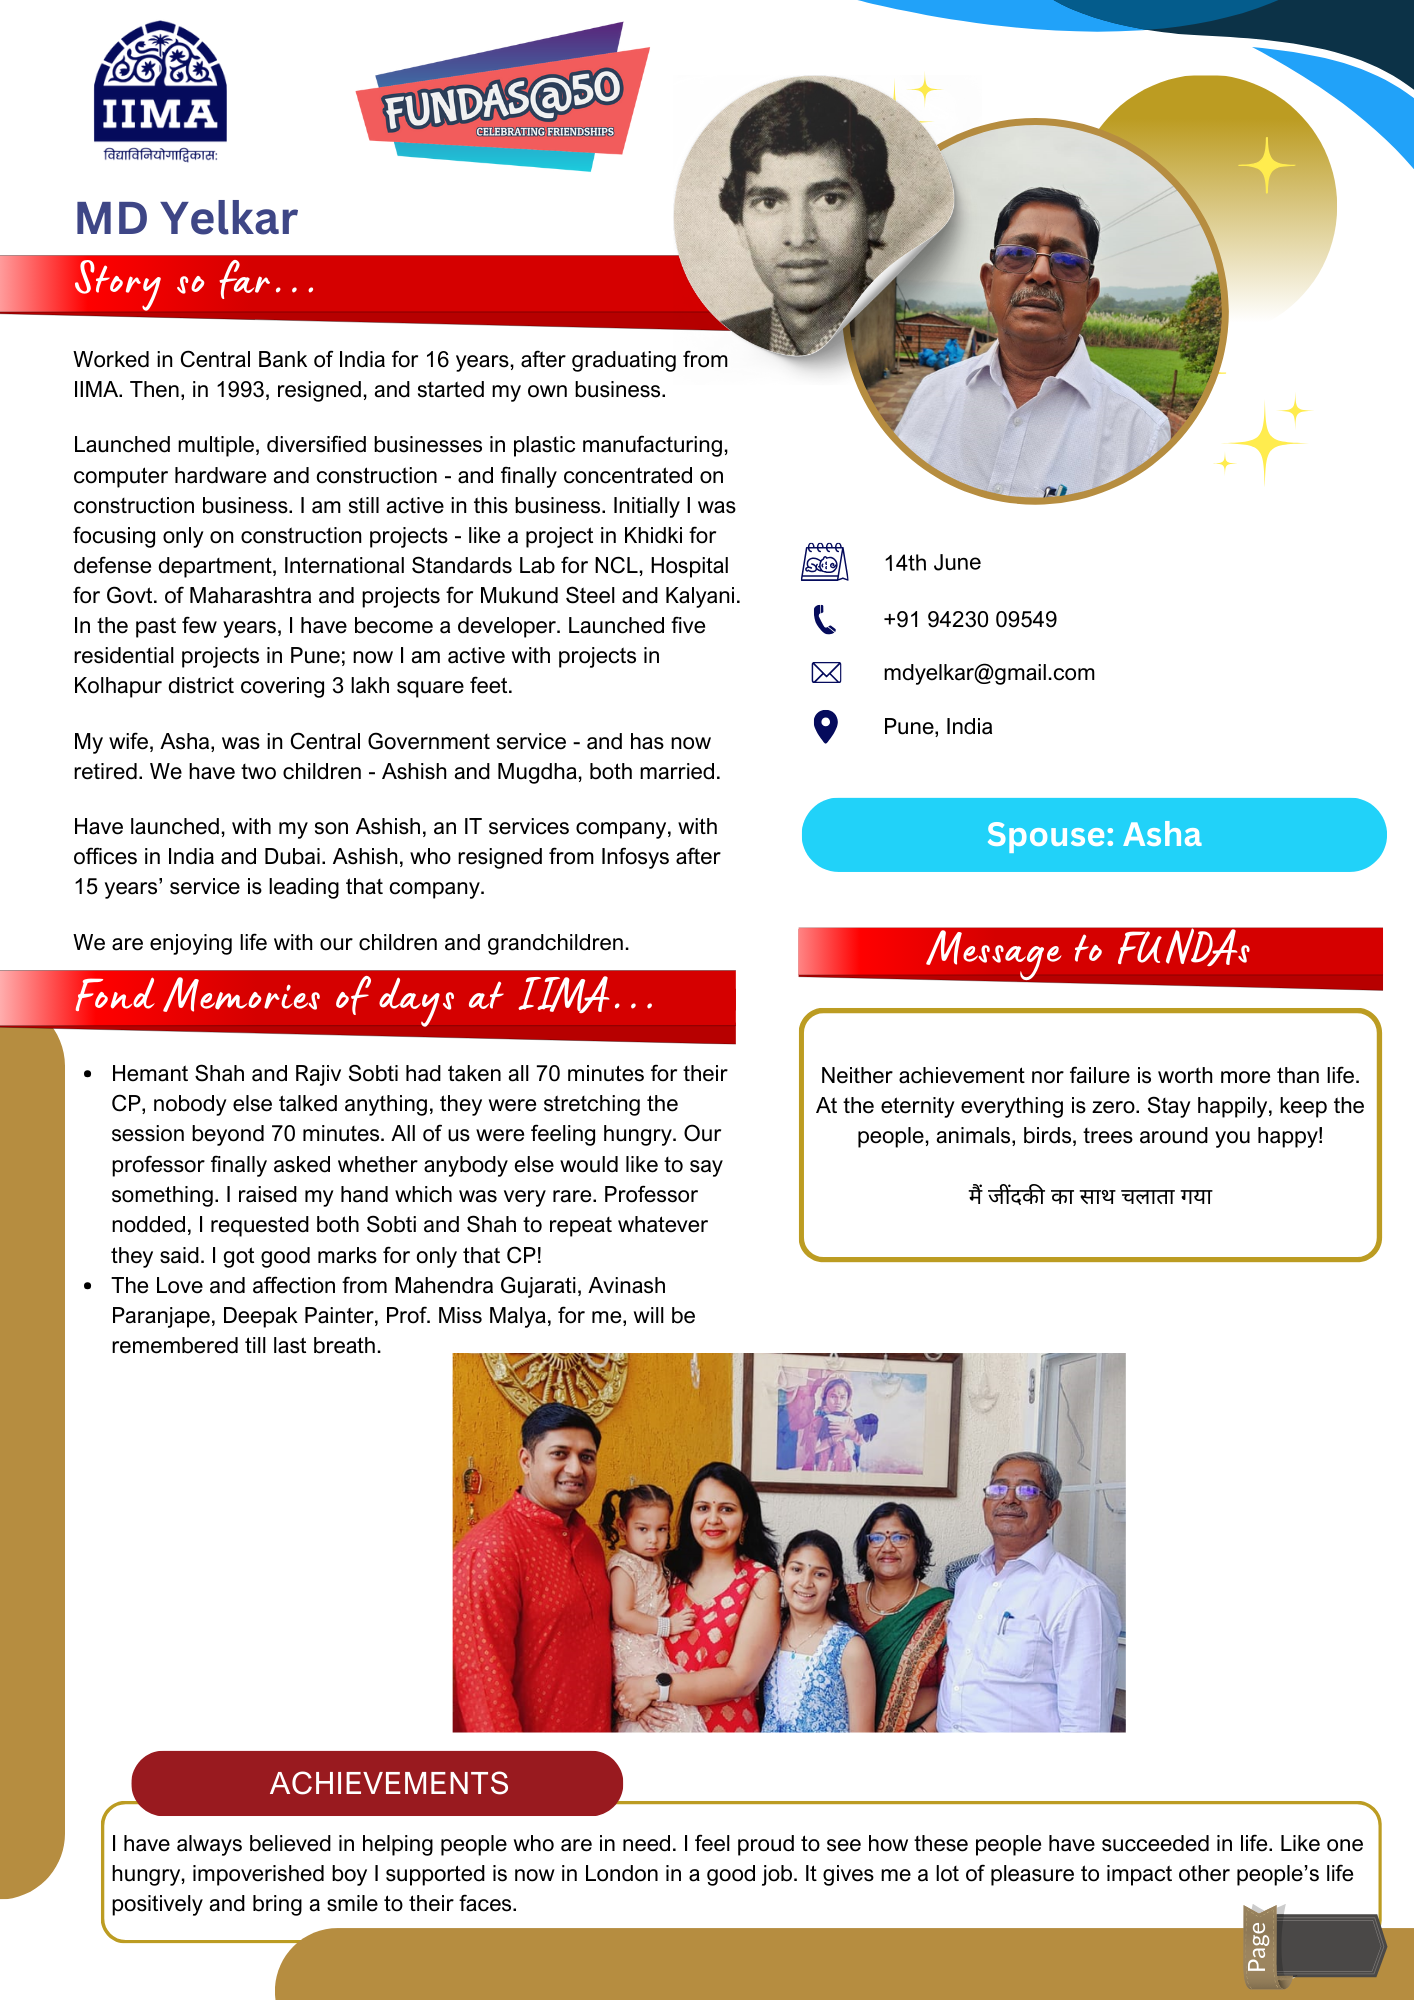 IIMA
विद्याविनियोगाद्विकास:
FUNDAS@50
CELEBRATING FRIENDSHIPS
MD Yelkar
Story so far...
Worked in Central Bank of India for 16 years, after graduating from
IIMA. Then, in 1993, resigned, and started my own business.
Launched multiple, diversified businesses in plastic manufacturing,
computer hardware and construction - and finally concentrated on
construction business. I am still active in this business. Initially I was
focusing only on construction projects - like a project in Khidki for
defense department, International Standards Lab for NCL, Hospital
for Govt. of Maharashtra and projects for Mukund Steel and Kalyani.
In the past few years, I have become a developer. Launched five
residential projects in Pune; now I am active with projects in
Kolhapur district covering 3 lakh square feet.
My wife, Asha, was in Central Government service - and has now
retired. We have two children - Ashish and Mugdha, both married.
Have launched, with my son Ashish, an IT services company, with
offices in India and Dubai. Ashish, who resigned from Infosys after
15 years’ service is leading that company.
We are enjoying life with our children and grandchildren.
14th June
+91 94230 09549
mdyelkar@gmail.com
Pune, India
Spouse: Asha
Message to FUNDAs
Neither achievement nor failure is worth more than life.
At the eternity everything is zero. Stay happily, keep the
people, animals, birds, trees around you happy!
मैं जींदकी का साथ चलाता गया
Fond Memories of days at IIMA...
• Hemant Shah and Rajiv Sobti had taken all 70 minutes for their
CP, nobody else talked anything, they were stretching the
session beyond 70 minutes. All of us were feeling hungry. Our
professor finally asked whether anybody else would like to say
something. I raised my hand which was very rare. Professor
nodded, I requested both Sobti and Shah to repeat whatever
they said. I got good marks for only that CP!
• The Love and affection from Mahendra Gujarati, Avinash
Paranjape, Deepak Painter, Prof. Miss Malya, for me, will be
remembered till last breath.
ACHIEVEMENTS
I have always believed in helping people who are in need. I feel proud to see how these people have succeeded in life. Like one
hungry, impoverished boy I supported is now in London in a good job. It gives me a lot of pleasure to impact other people’s life
positively and bring a smile to their faces.
Page